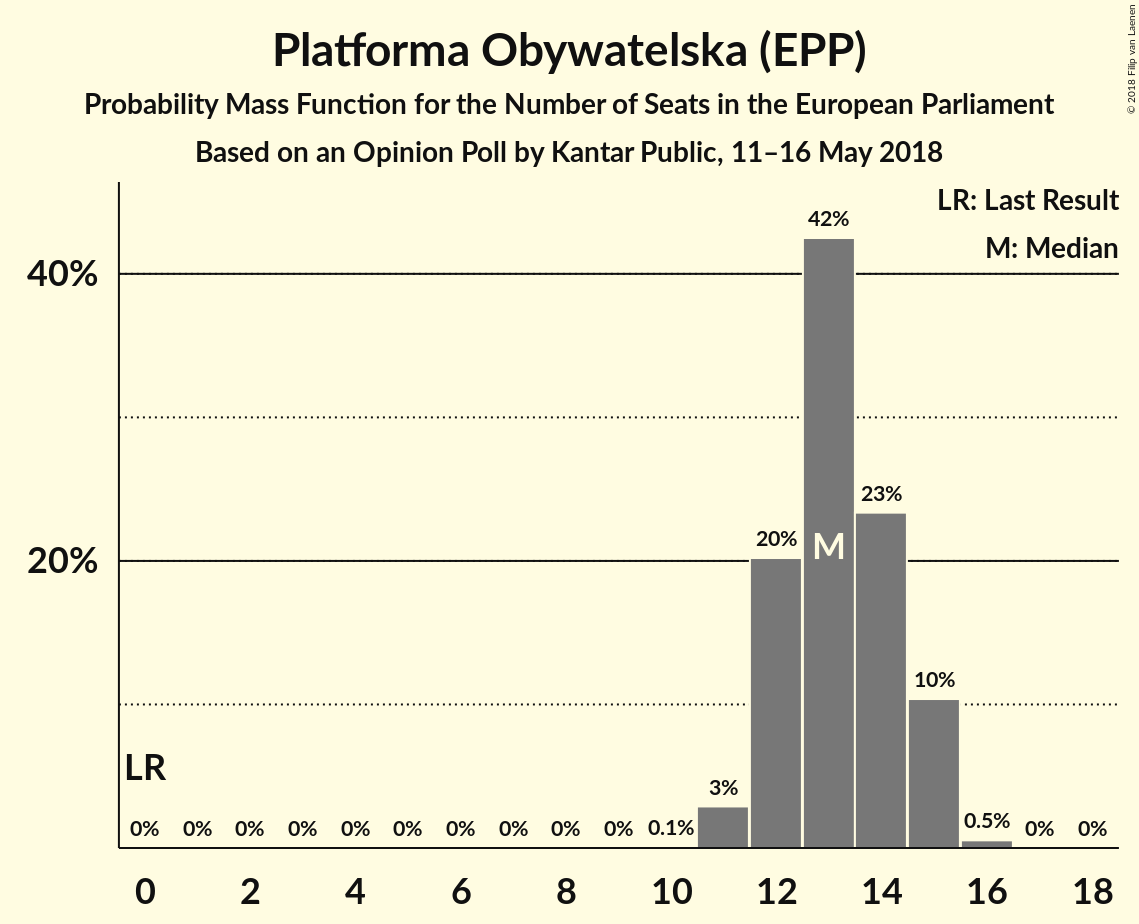 Platforma Obywatelska (EPP)
Probability Mass Function for the Number of Seats in the European Parliament
Based on an Opinion Poll by Kantar Public, 11–16 May 2018
© 2018 Filip van Laenen
LR: Last Result
M: Median
42%
40%
23%
20%
M
20%
10%
LR
3%
0% 0% 0% 0% 0% 0% 0% 0% 0% 0% 0.1% 0.5% 0% 0%
0 2 4 6 8 10 12 14 16 18